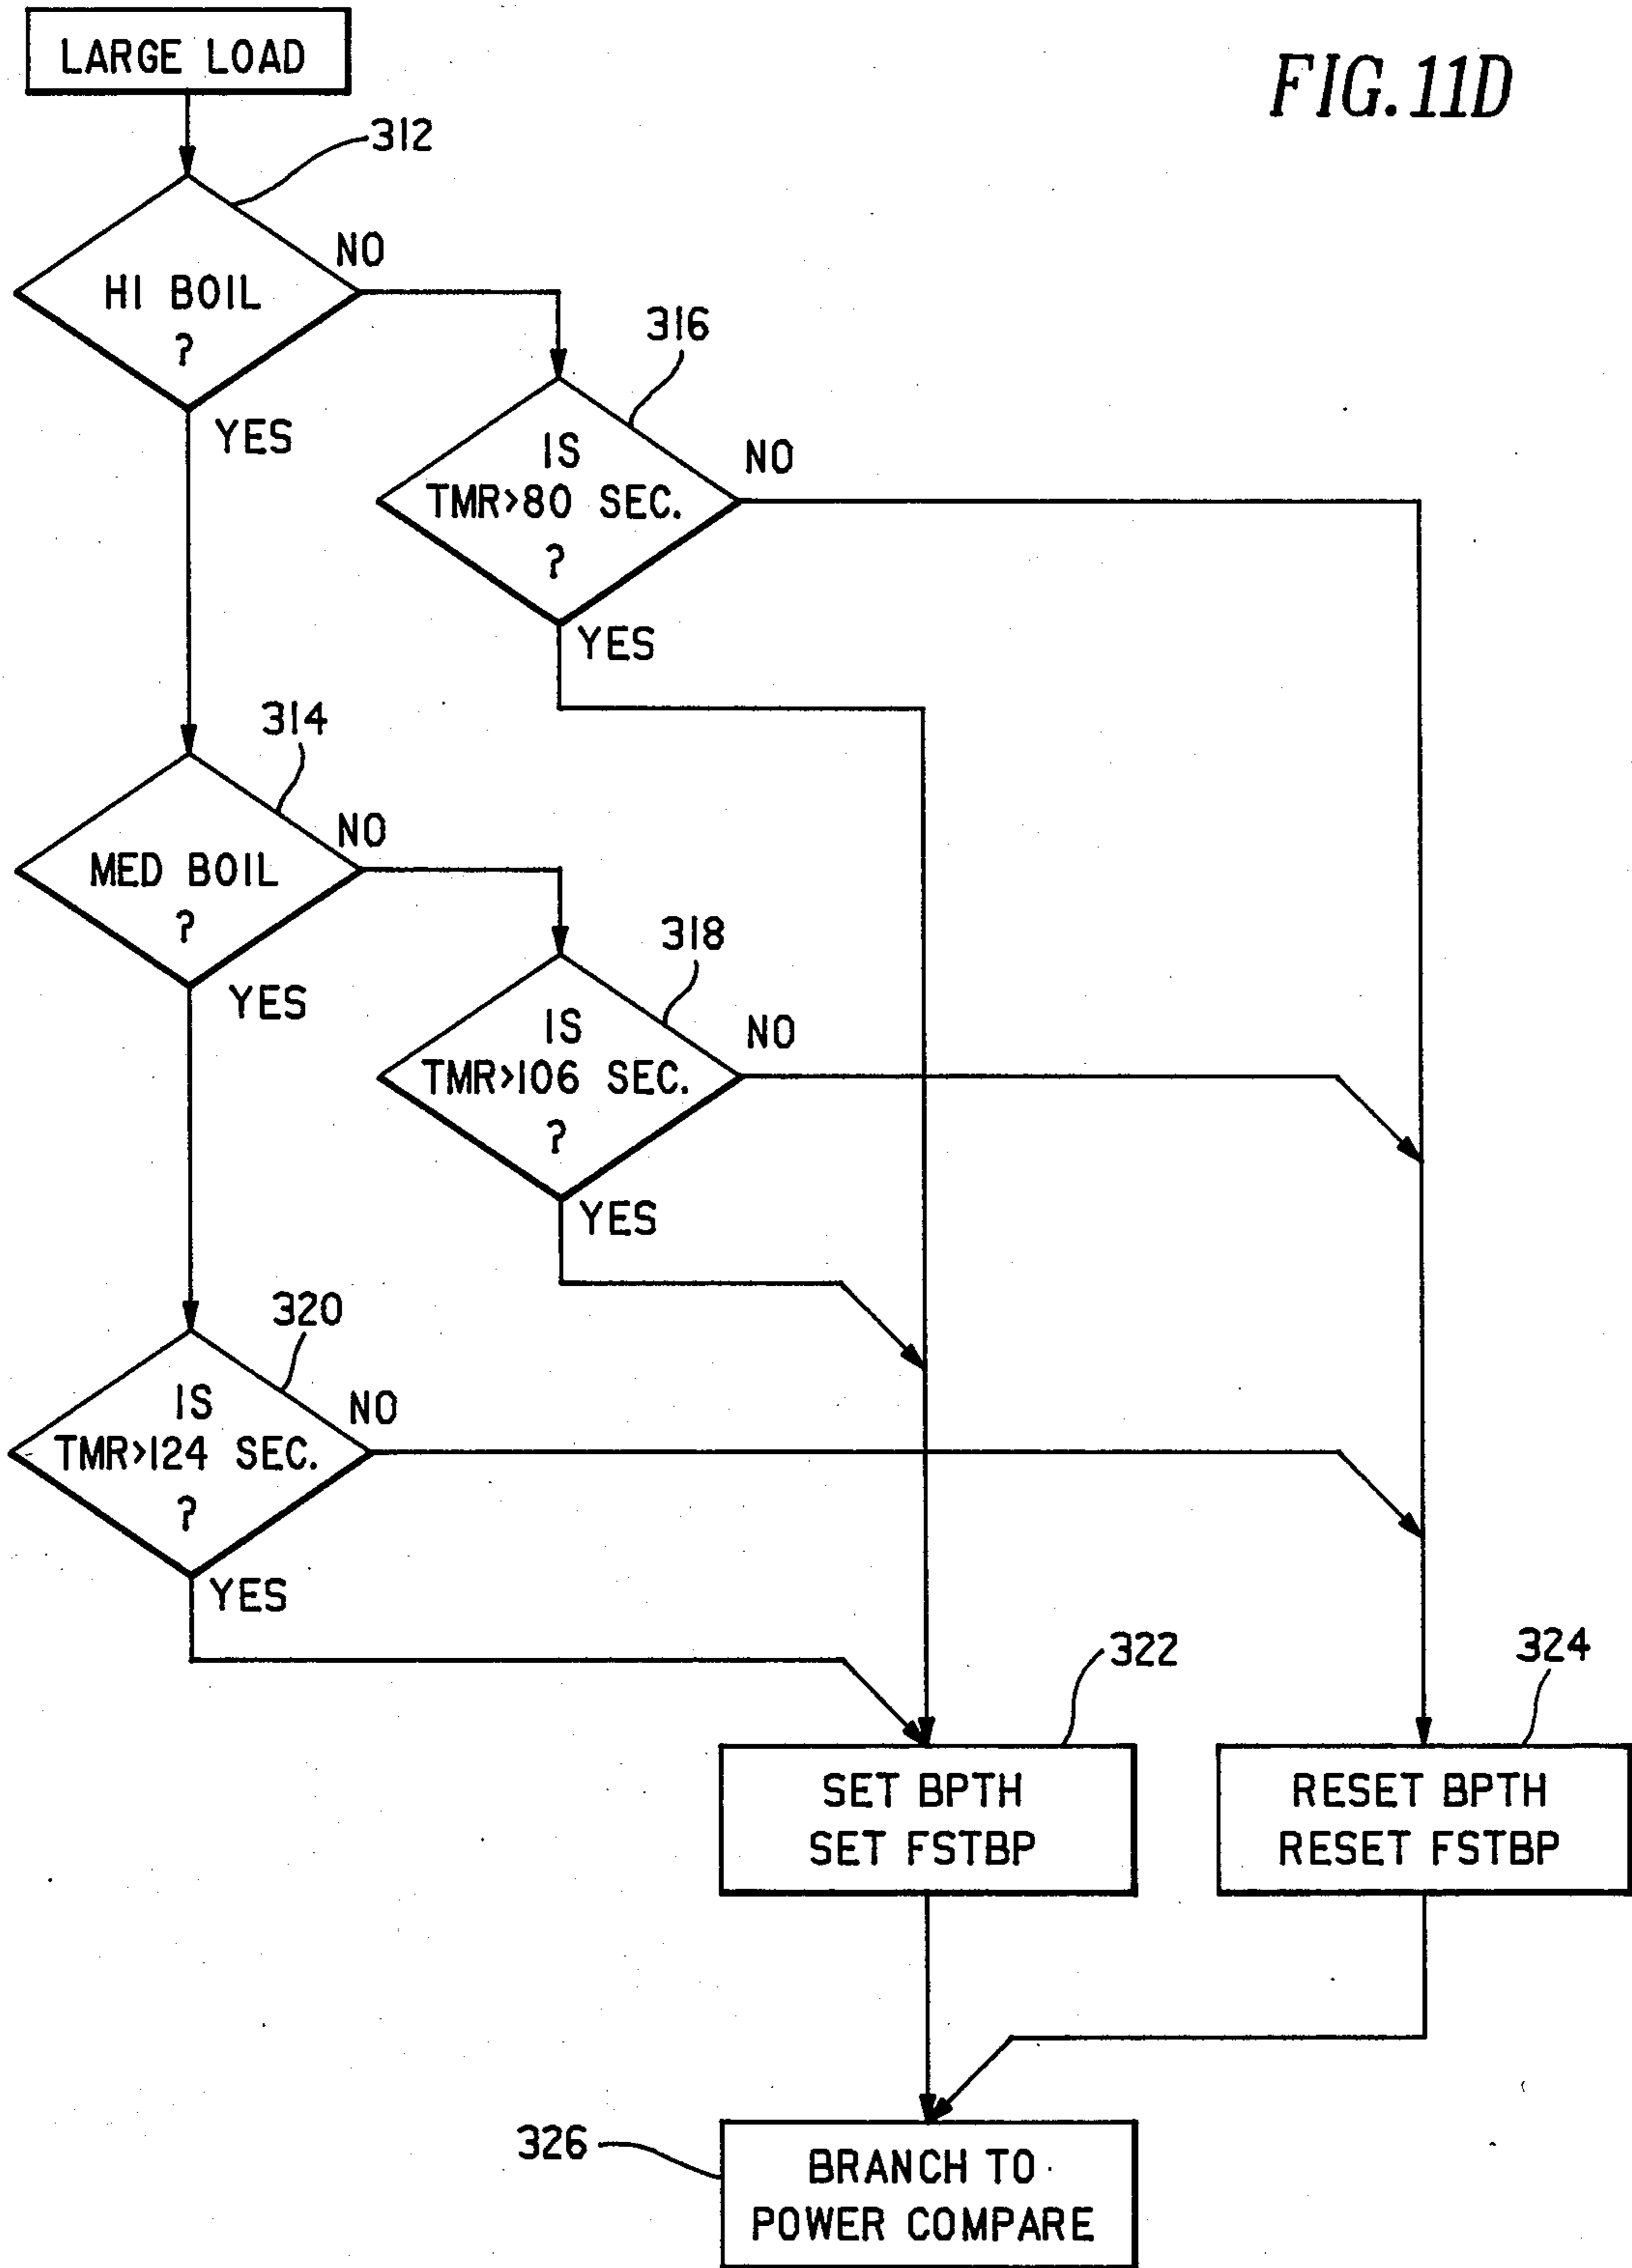 LARGE LOAD
FIG. 11D
312
HI BOIL
?
NO
YES
316
IS
TMR>80 SEC.
?
NO
YES
314
MED BOIL
?
NO
YES
318
IS
TMR>106 SEC.
?
NO
YES
320
IS
TMR>124 SEC.
?
NO
YES
322
SET BPTH
SET FSTBP
324
RESET BPTH
RESET FSTBP
326
BRANCH TO
POWER COMPARE